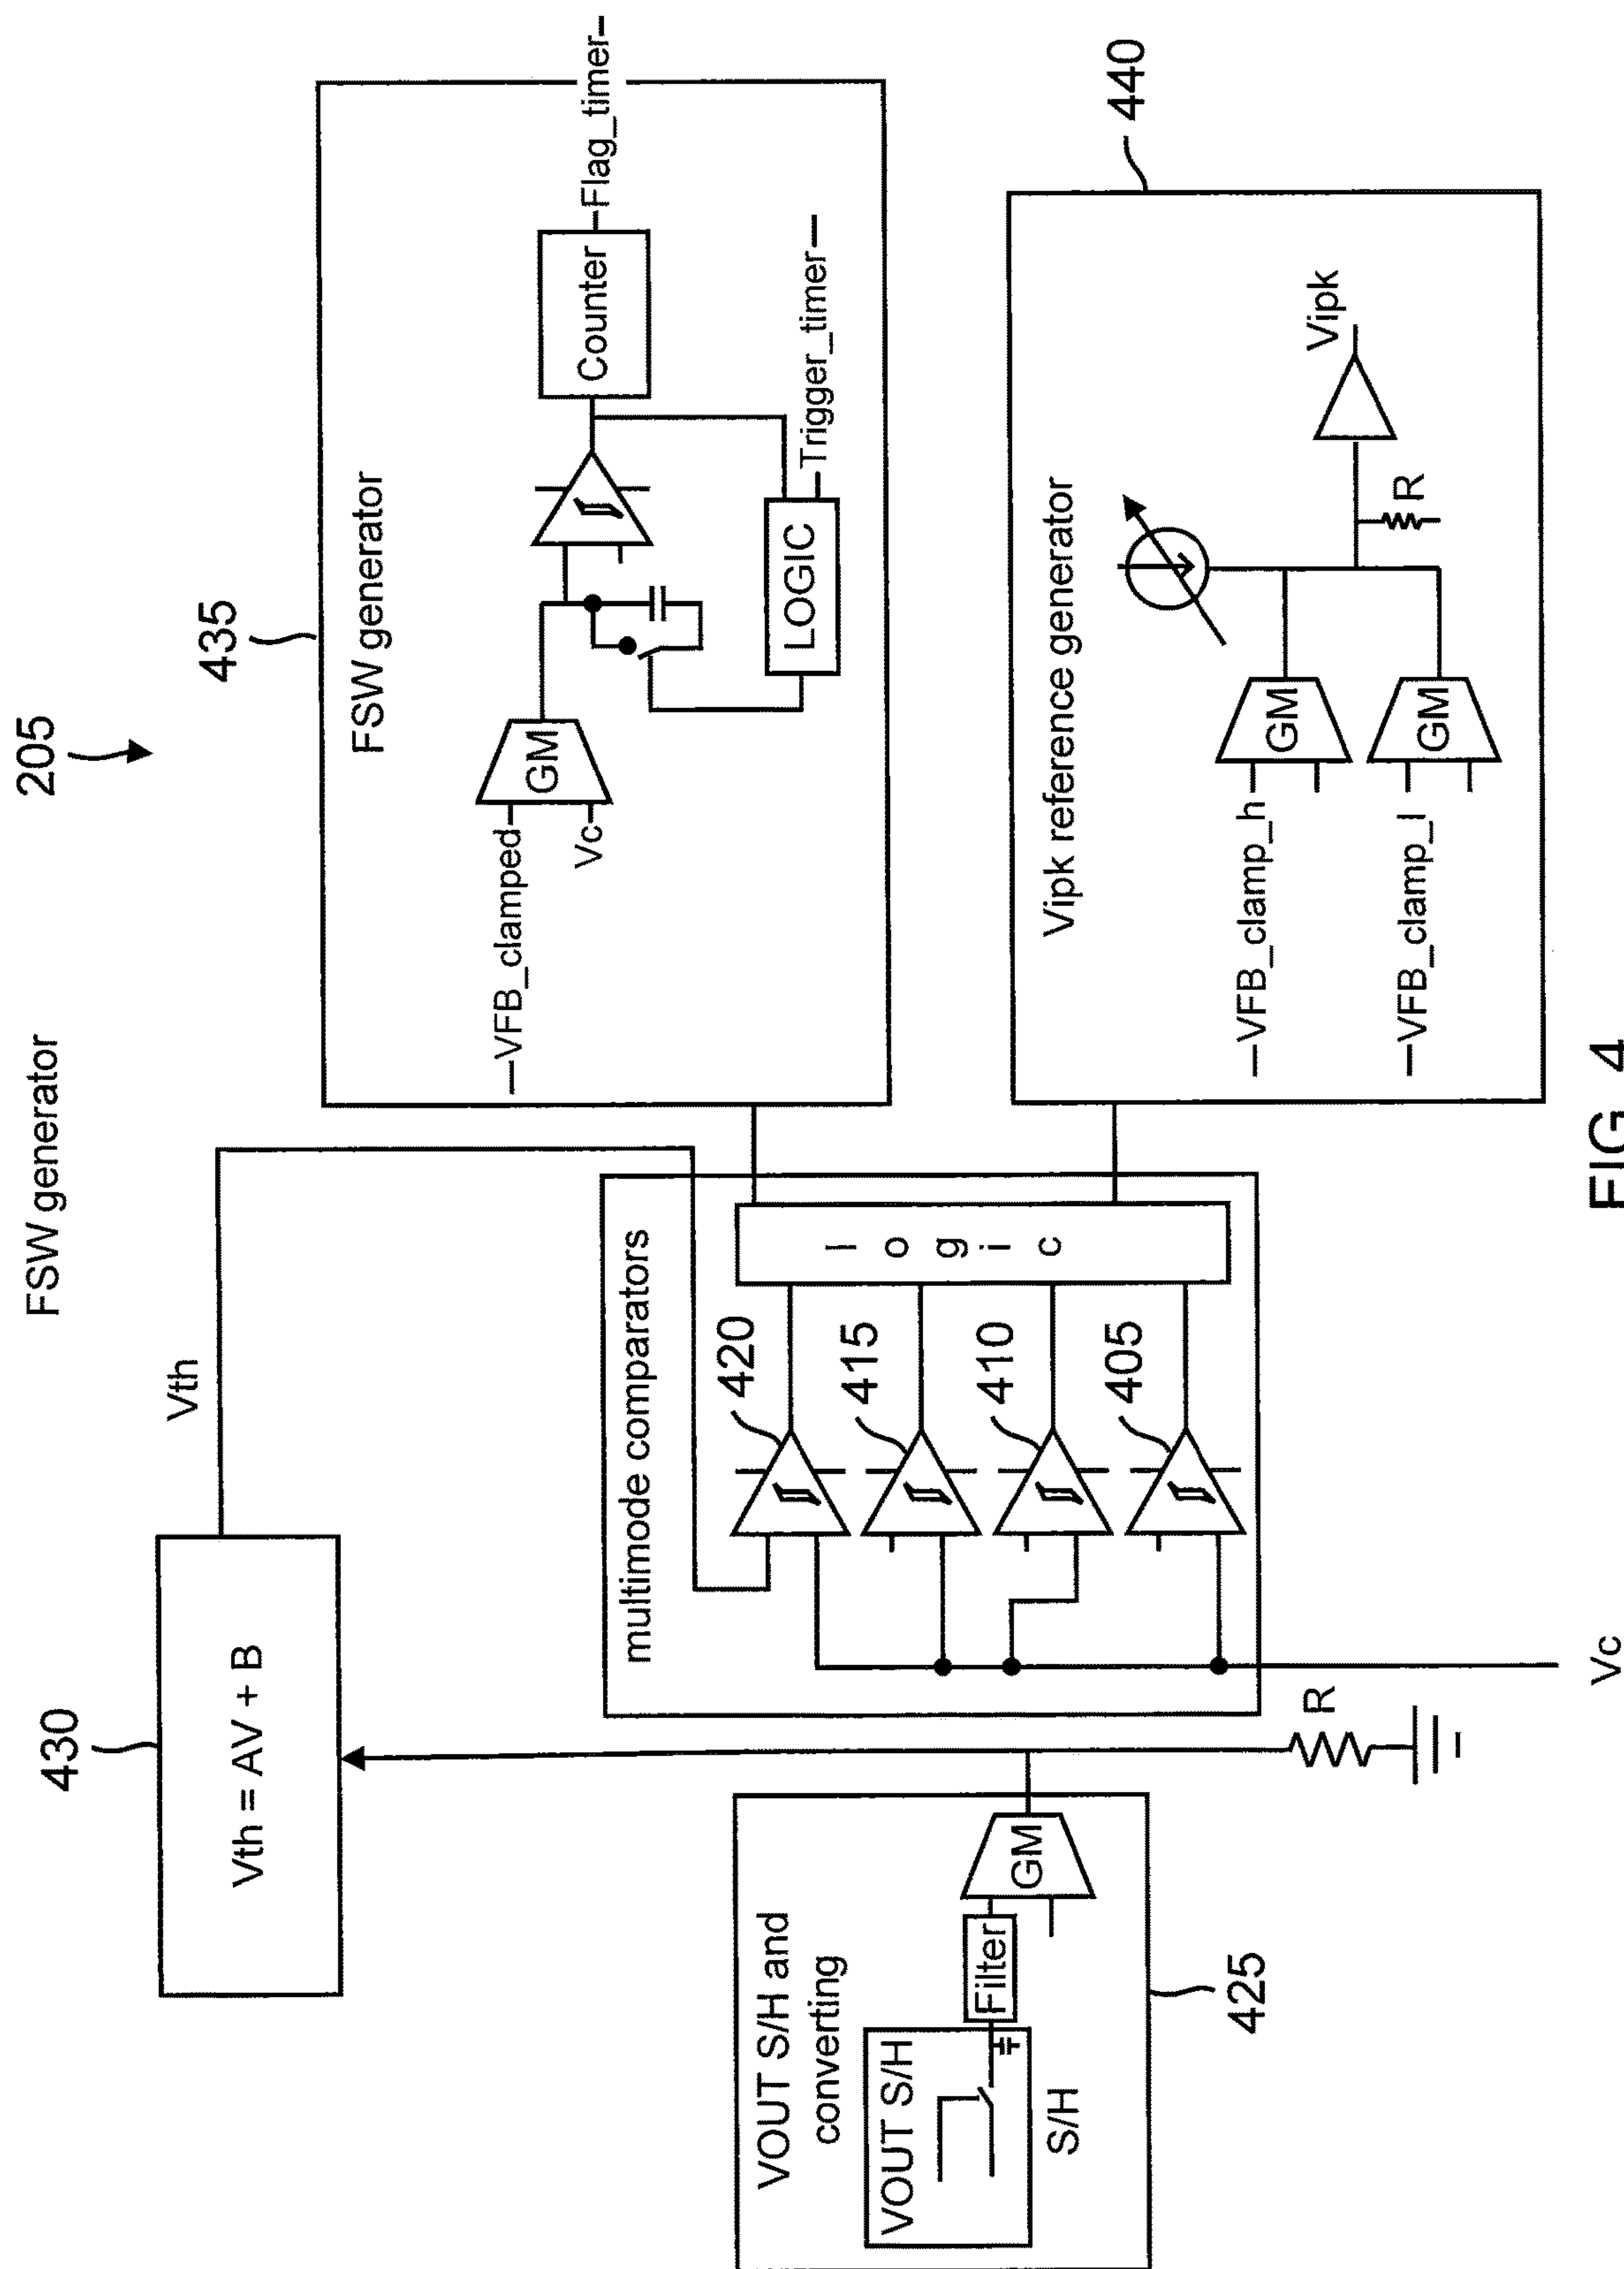 FSW generator
205
430
Vth = AV + B
Vth
435
FSW generator
VFB_clamped
Vc
GM
LOGIC
Counter
Flag_timer
Trigger_timer
multimode comparators
420
415
410
405
logic
VOUT S/H and
converting
VOUT S/H
S/H
Filter
GM
425
R
Vc
440
Vipk reference generator
VFB_clamp_h
VFB_clamp_l
GM
GM
R
Vipk
FIG. 4